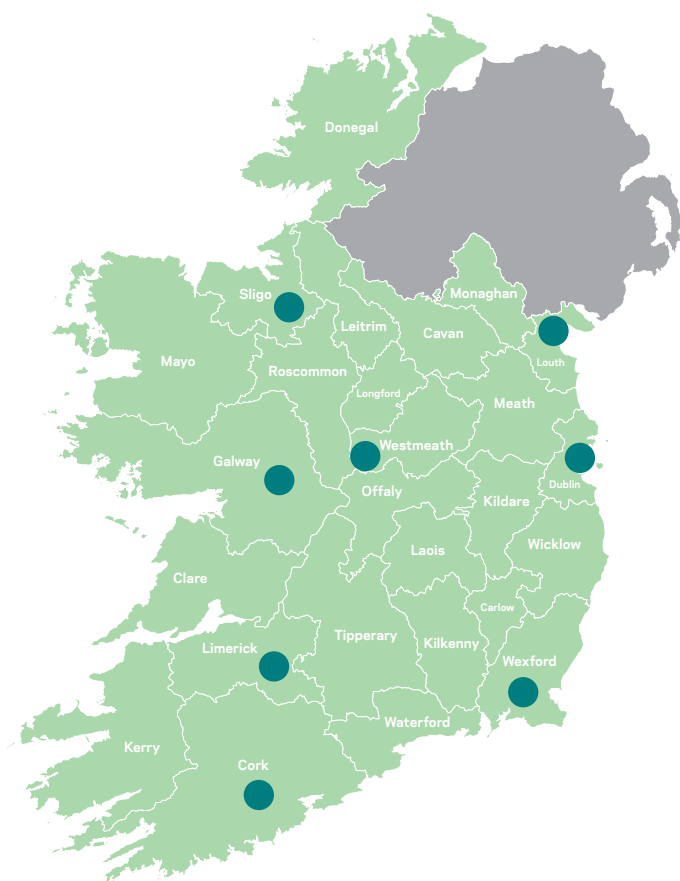 Donegal
Sligo
Monaghan
Leitrim
Cavan
Mayo
Roscommon
Louth
Longford
Meath
Galway
Westmeath
Offaly
Dublin
Kildare
Laois
Wicklow
Clare
Carlow
Tipperary
Kilkenny
Limerick
Wexford
Waterford
Kerry
Cork